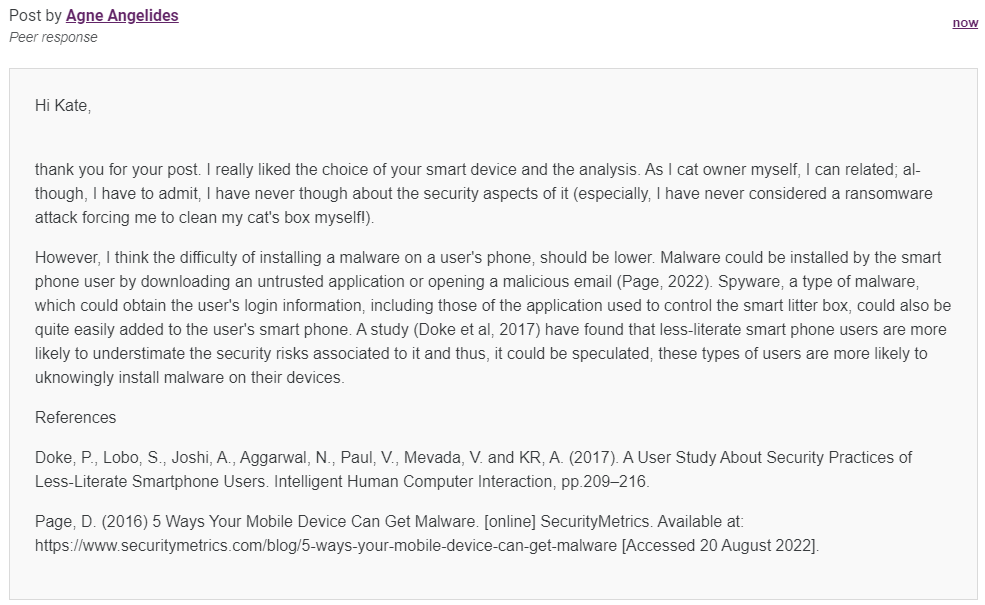 Post by Agne Angelides
now
Peer response
Hi Kate,
thank you for your post. I really liked the choice of your smart device and the analysis. As I cat owner myself, I can related; al-
though, I have to admit, I have never though about the security aspects of it (especially, I have never considered a ransomware
attack forcing me to clean my cat's box myself!).
However, I think the difficulty of installing a malware on a user's phone, should be lower. Malware could be installed by the smart
phone user by downloading an untrusted application or opening a malicious email (Page, 2022). Spyware, a type of malware,
which could obtain the user's login information, including those of the application used to control the smart litter box, could also be
quite easily added to the user's smart phone. A study (Doke et al, 2017) have found that less-literate smart phone users are more
likely to understimate the security risks associated to it and thus, it could be speculated, these types of users are more likely to
uknowingly install malware on their devices.
References
Doke, P., Lobo, S., Joshi, A., Aggarwal, N., Paul, V., Mevada, V. and KR, A. (2017). A User Study About Security Practices of
Less-Literate Smartphone Users. Intelligent Human Computer Interaction, pp.209–216.
Page, D. (2016) 5 Ways Your Mobile Device Can Get Malware. [online] SecurityMetrics. Available at:
https://www.securitymetrics.com/blog/5-ways-your-mobile-device-can-get-malware [Accessed 20 August 2022].